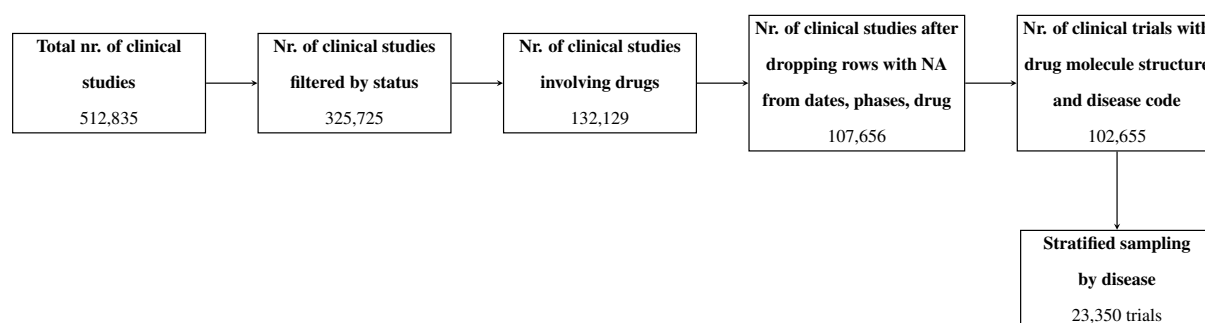 Total nr. of clinical
studies
512,835
Nr. of clinical studies
filtered by status
325,725
Nr. of clinical studies
involving drugs
132,129
Nr. of clinical studies after
dropping rows with NA
from dates, phases, drug
107,656
Nr. of clinical trials with
drug molecule structure
and disease code
102,655
Stratified sampling
by disease
23,350 trials